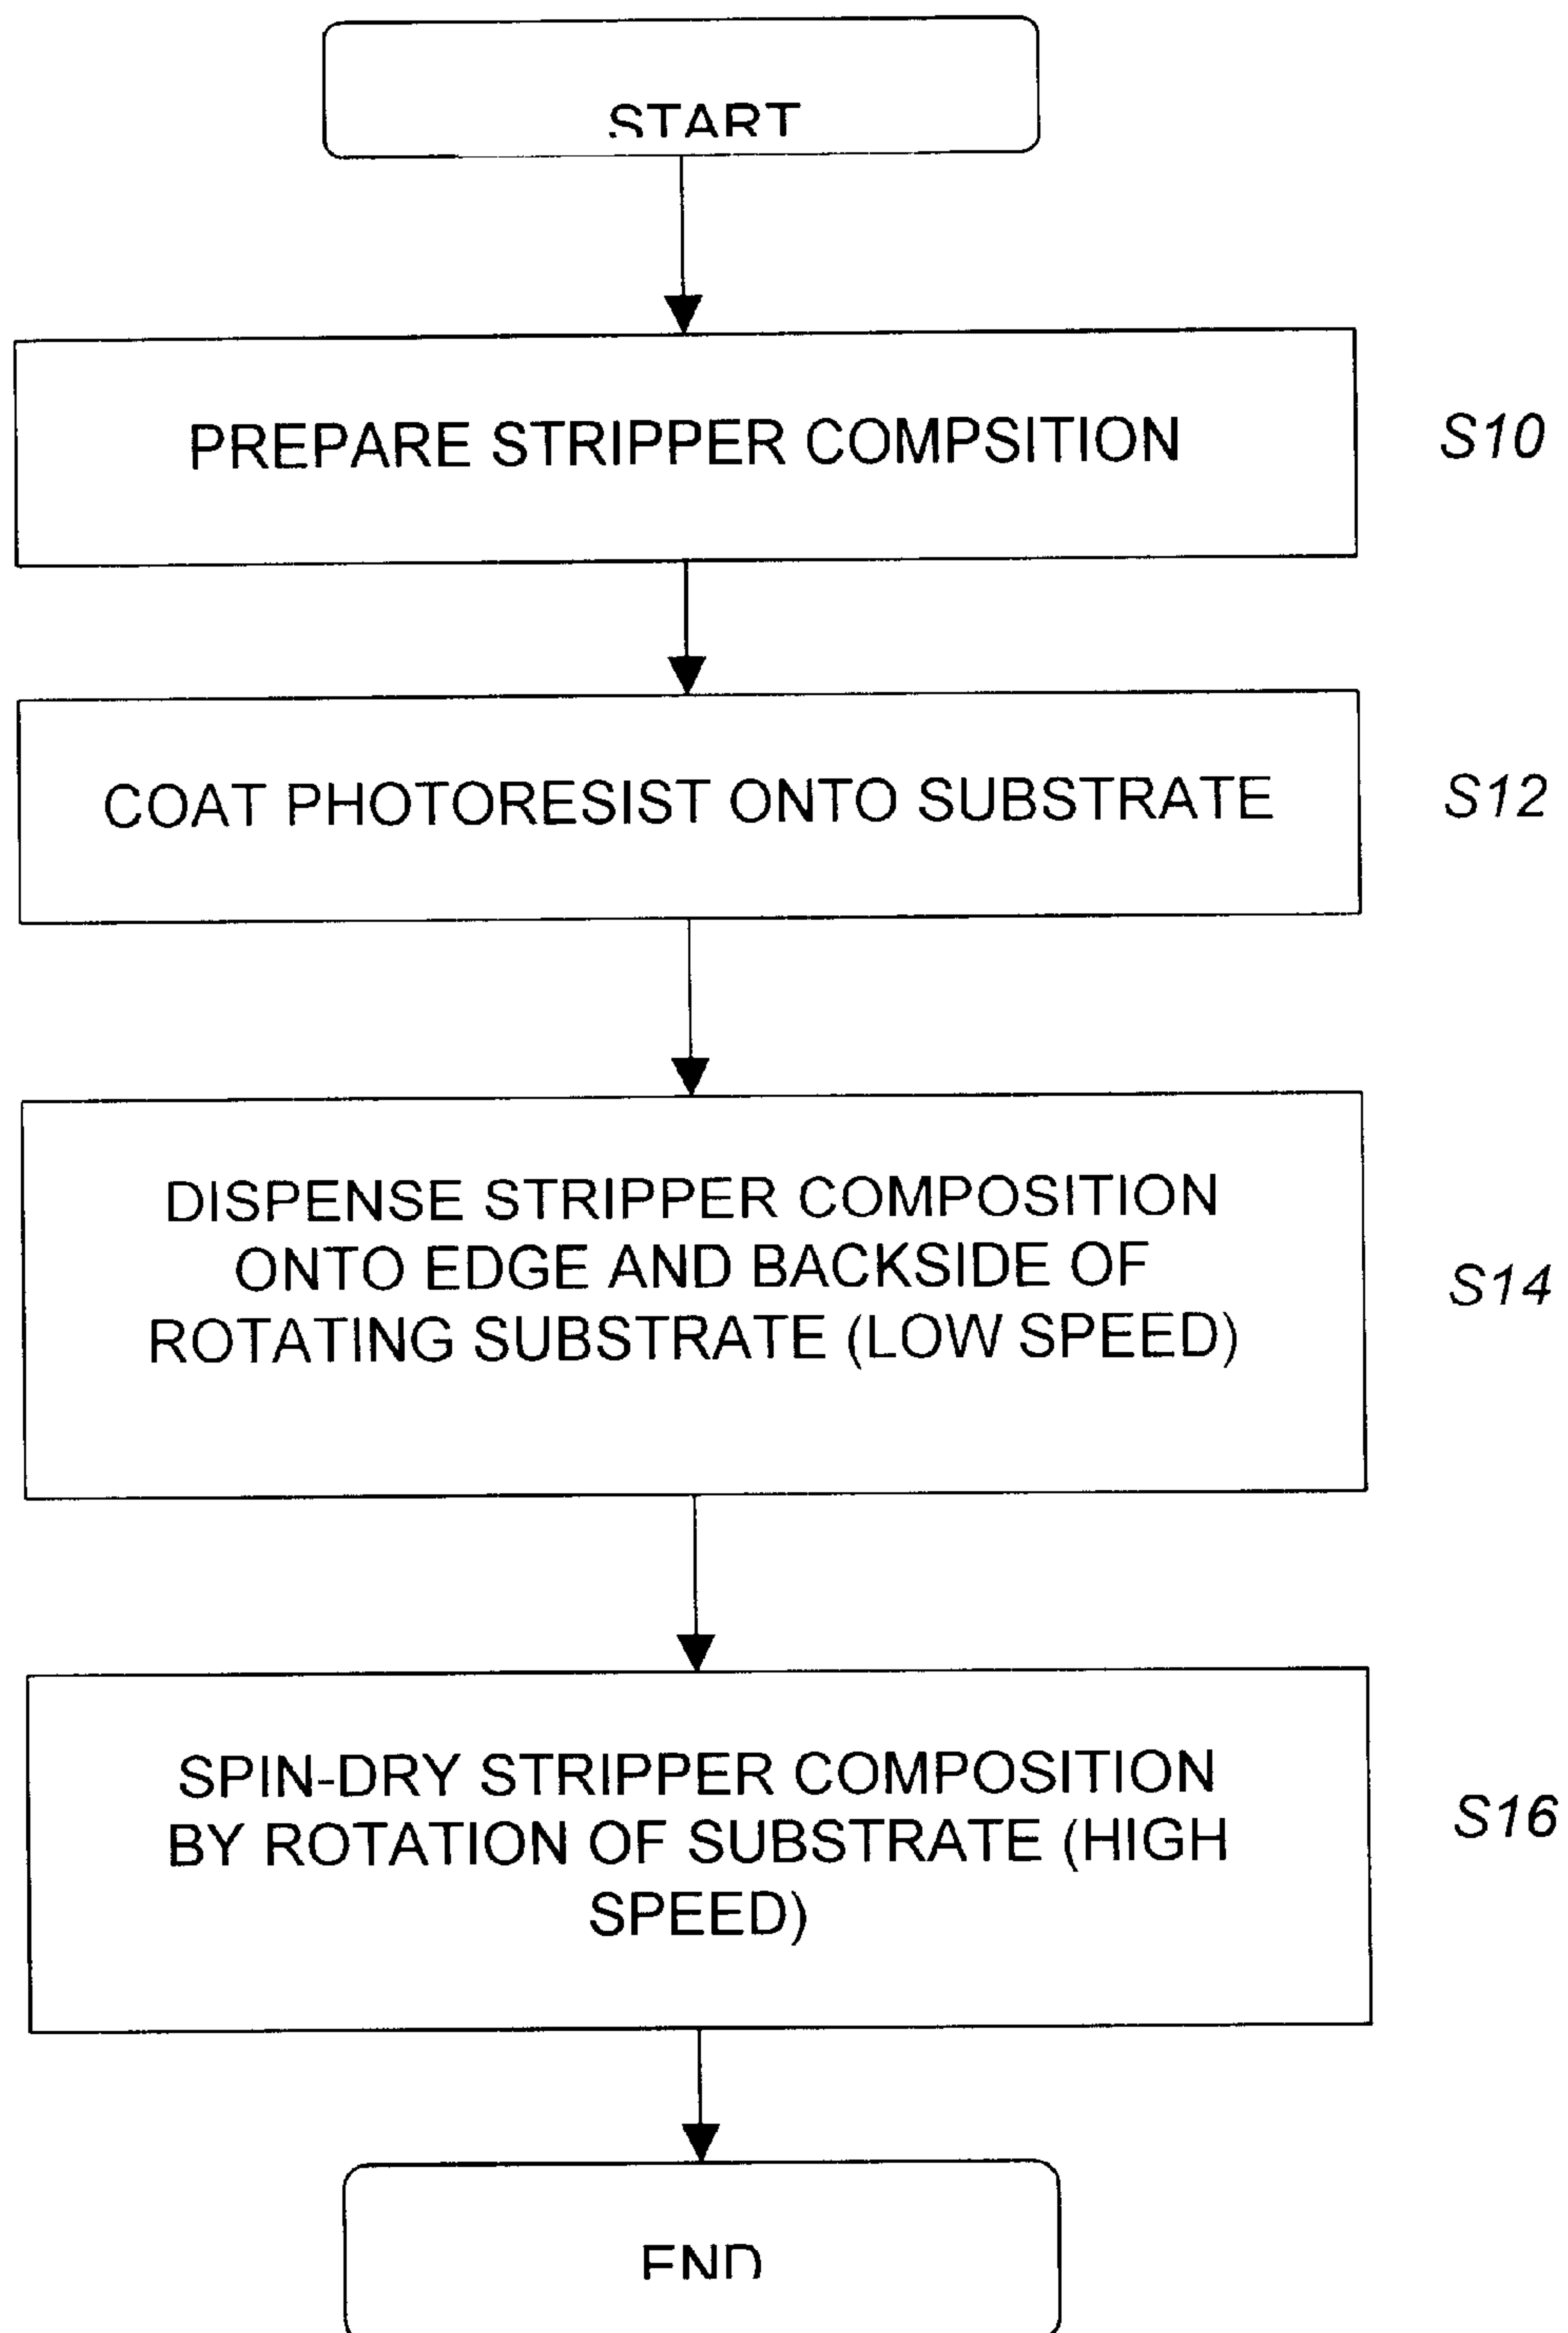 START
PREPARE STRIPPER COMPSITION
S10
COAT PHOTORESIST ONTO SUBSTRATE
S12
DISPENSE STRIPPER COMPOSITION
ONTO EDGE AND BACKSIDE OF
ROTATING SUBSTRATE (LOW SPEED)
S14
SPIN-DRY STRIPPER COMPOSITION
BY ROTATION OF SUBSTRATE (HIGH
SPEED)
S16
END